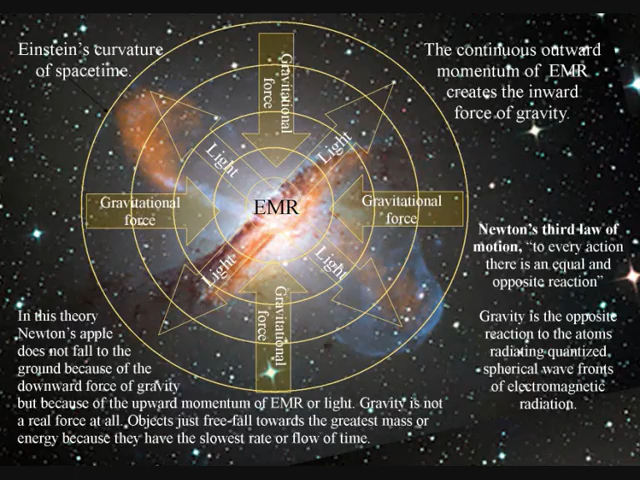 Einstein's curvature
of spacetime.
The continuous outward
momentum of EMR
creates the inward
force of gravity.
Gravitational
force
Light
Light
Gravitational
force
EMR
Gravitational
force
Light
Light
Gravitational
force
Newton's third law of
motion, “to every action
there is an equal and
opposite reaction”
Gravity is the opposite
reaction to the atoms
radiating quantized
spherical wave fronts
of electromagnetic
radiation.
In this theory
Newton's apple
does not fall to the
ground because of the
downward force of gravity
but because of the upward momentum of EMR or light. Gravity is not
a real force at all. Objects just free-fall towards the greatest mass or
energy because they have the slowest rate or flow of time.